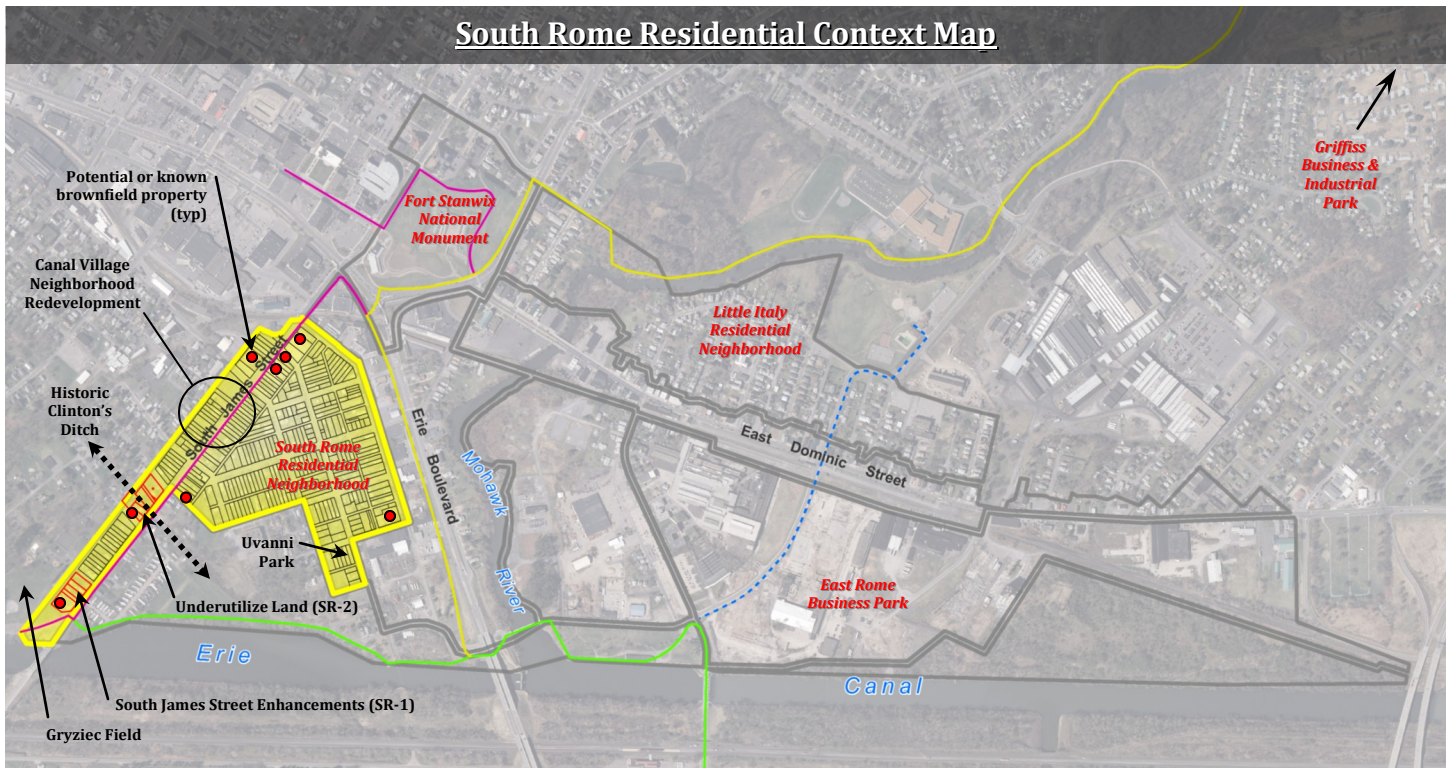 South Rome Residential Context Map
Griffiss
Business &
Industrial
Park
Potential or known
brownfield property
(typ)
Fort Stanwix
National
Monument
Canal Village
Neighborhood
Redevelopment
Little Italy
Residential
Neighborhood
Historic
Clinton's
Ditch
South James Street
South Rome
Residential
Neighborhood
Erie Boulevard
Mohawk
River
East Dominic Street
Uvanni
Park
East Rome
Business Park
Underutilize Land (SR-2)
Erie
Canal
South James Street Enhancements (SR-1)
Gryziec Field